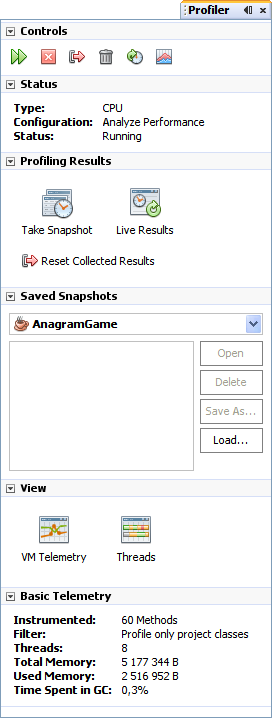 Profiler
Controls
Status
Type: CPU
Configuration: Analyze Performance
Status: Running
Profiling Results
Take Snapshot Live Results
Reset Collected Results
Saved Snapshots
AnagramGame
Open
Delete
Save As...
Load...
View
VM Telemetry Threads
Basic Telemetry
Instrumented: 60 Methods
Filter: Profile only project classes
Threads: 8
Total Memory: 5 177 344 B
Used Memory: 2 516 952 B
Time Spent in GC: 0,3%